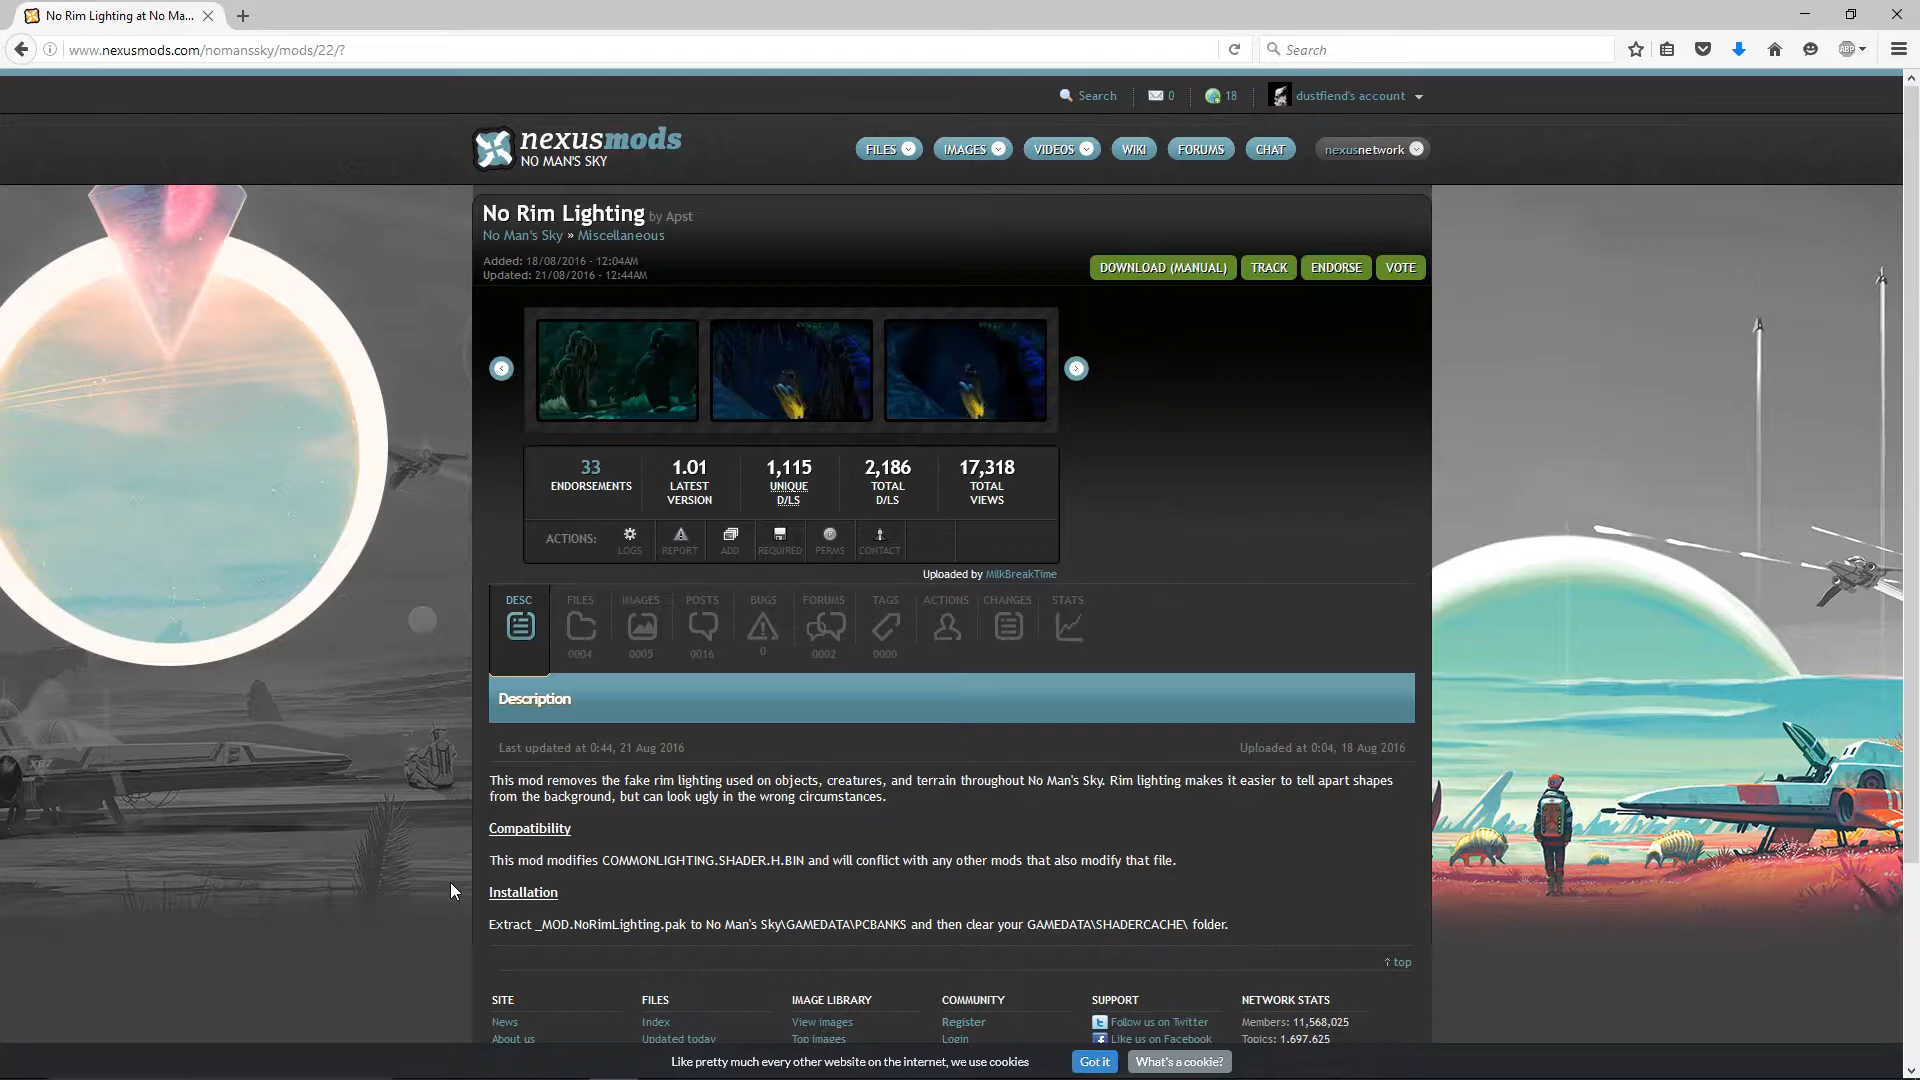 No Rim Lighting at No Ma...
www.nexusmods.com/nomanssky/mods/22/?
Search
ABP
Search
0
18
dustfiend's account
nexusmods
NO MAN'S SKY
FILES
IMAGES
VIDEOS
WIKI
FORUMS
CHAT
nexusnetwork
No Rim Lighting by Apst
No Man's Sky » Miscellaneous
Added: 18/08/2016 - 12:04AM
Updated: 21/08/2016 - 12:44AM
DOWNLOAD (MANUAL)
TRACK
ENDORSE
VOTE
33
ENDORSEMENTS
1.01
LATEST
VERSION
1,115
UNIQUE
D/LS
2,186
TOTAL
D/LS
17,318
TOTAL
VIEWS
ACTIONS:
LOGS
REPORT
ADD
REQUIRED
PERMS
CONTACT
Uploaded by MilkBreakTime
DESC
FILES
0004
IMAGES
0005
POSTS
0016
BUGS
0
FORUMS
0002
TAGS
0000
ACTIONS
CHANGES
STATS
Description
Last updated at 0:44, 21 Aug 2016
Uploaded at 0:04, 18 Aug 2016
This mod removes the fake rim lighting used on objects, creatures, and terrain throughout No Man's Sky. Rim lighting makes it easier to tell apart shapes
from the background, but can look ugly in the wrong circumstances.
Compatibility
This mod modifies COMMONLIGHTING.SHADER.H.BIN and will conflict with any other mods that also modify that file.
Installation
Extract _MOD.NoRimLighting.pak to No Man's Sky\GAMEDATA\PCBANKS and then clear your GAMEDATA\SHADERCACHE\ folder.
↑ top
SITE
News
About us
FILES
Index
Updated today
IMAGE LIBRARY
View images
Top images
COMMUNITY
Register
Login
SUPPORT
Follow us on Twitter
Like us on Facebook
NETWORK STATS
Members: 11,568,025
Topics: 1,697,625
Like pretty much every other website on the internet, we use cookies
Got it
What's a cookie?